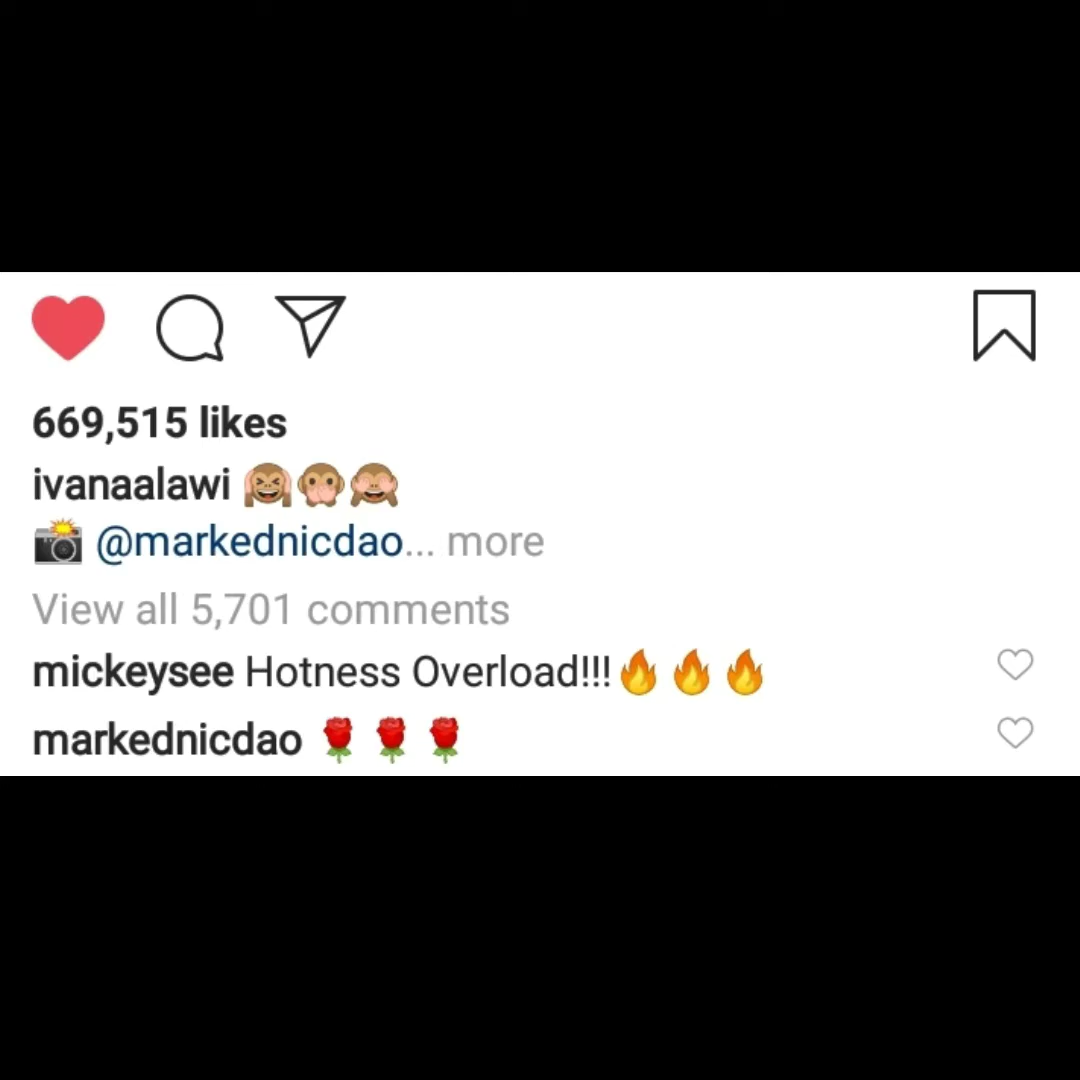 669,515 likes
ivanaalawi 🙉🙊🙈
📸 @markednicdao... more
View all 5,701 comments
mickeysee Hotness Overload!!!🔥🔥🔥
markednicdao 🌹🌹🌹